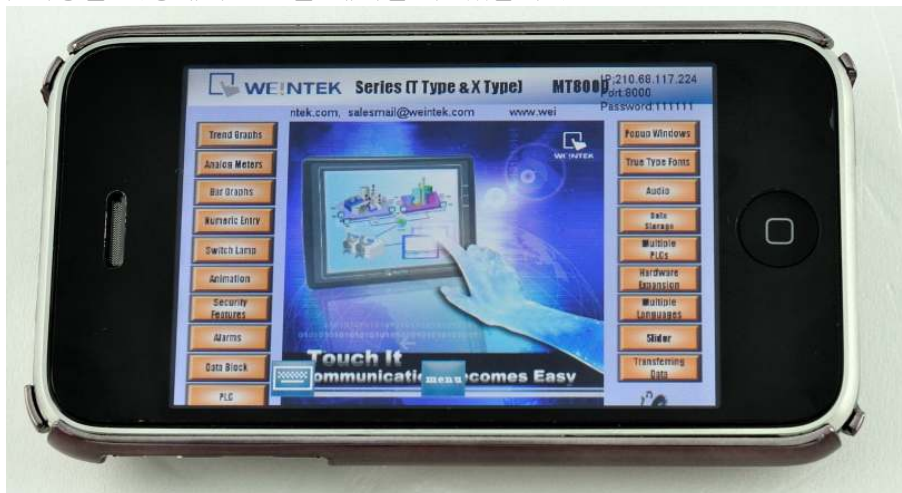 WEINTEK Series (T Type & X Type) MT8000
IP:210.68.117.224
Port:8000
Password:111111
ntek.com, salesmail@weintek.com www.wei
Trend Graphs
Analog Meters
Bar Graphs
Numeric Entry
Switch Lamp
Animation
Security
Features
Alarms
Data Block
PLC
WEINTEK
Touch It
ommunicati ecomes Easy
menu
Popup Windows
True Type Fonts
Audio
Data
Storage
Multiple
PLCs
Hardware
Expansion
Multiple
Languages
Slider
Transferring
Data